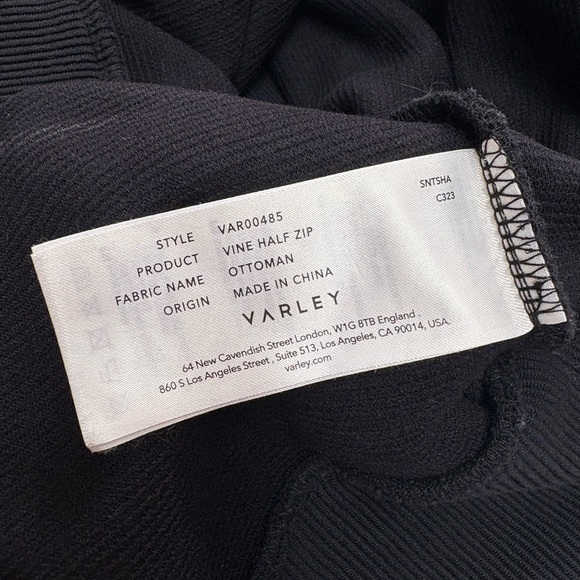 SNTSHA
C323
STYLE VAR00485
PRODUCT VINE HALF ZIP
FABRIC NAME OTTOMAN
ORIGIN MADE IN CHINA
VARLEY
64 New Cavendish Street London, W1G 8TB England .
860 S Los Angeles Street , Suite 513, Los Angeles, CA 90014, USA.
varley.com